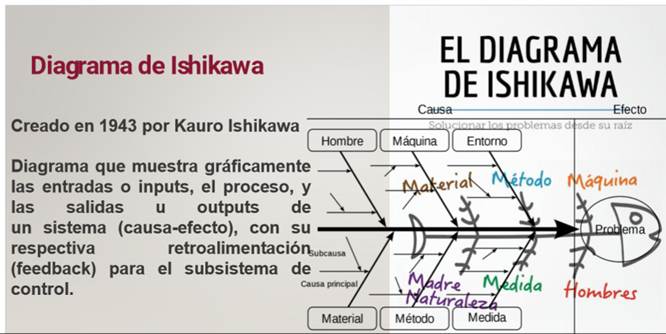 Diagrama de Ishikawa
Creado en 1943 por Kauro Ishikawa
Diagrama que muestra gráficamente
las entradas o inputs, el proceso, y
las salidas u outputs de
un sistema (causa-efecto), con su
respectiva retroalimentación
(feedback) para el subsistema de
control.
EL DIAGRAMA
DE ISHIKAWA
Causa
Efecto
Solucionar los problemas desde su raíz
Hombre
Máquina
Entorno
Material
Método
Máquina
Problema
Subcausa
Causa principal
Madre
Naturaleza
Medida
Hombres
Material
Método
Medida